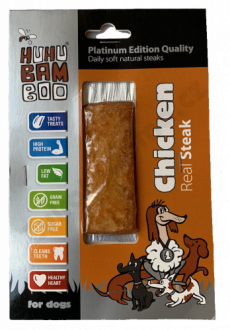 HUHU
BAM
BOO
Platinum Edition Quality
Daily soft natural steaks
TASTY
TREATS
HIGH
PROTEIN
LOW
FAT
GRAIN
FREE
SUGAR
FREE
CLEANS
TEETH
HEALTHY
HEART
for dogs
Chicken
Real Steak